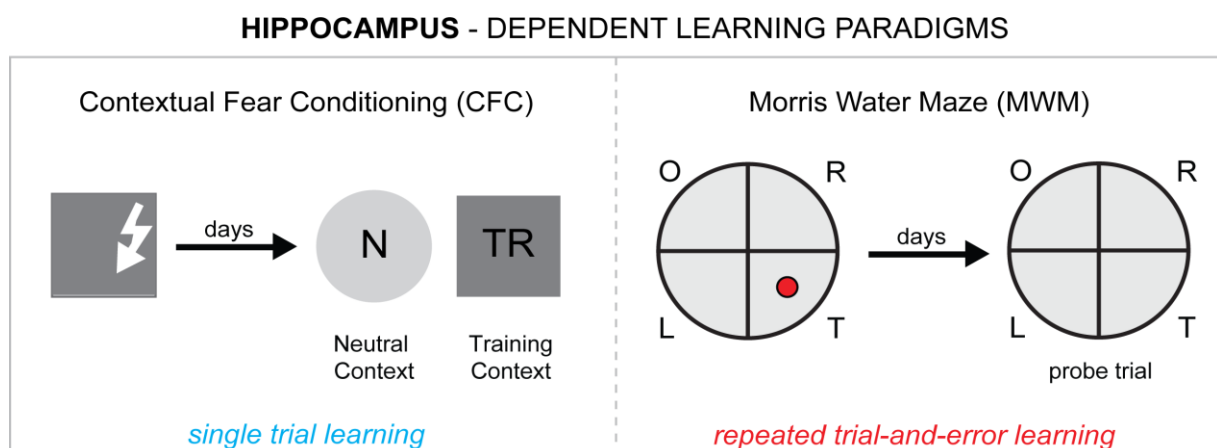 HIPPOCAMPUS - DEPENDENT LEARNING PARADIGMS
Contextual Fear Conditioning (CFC)
days
N
TR
Neutral
Context
Training
Context
single trial learning
Morris Water Maze (MWM)
O
R
L
T
days
O
R
L
T
probe trial
repeated trial-and-error learning